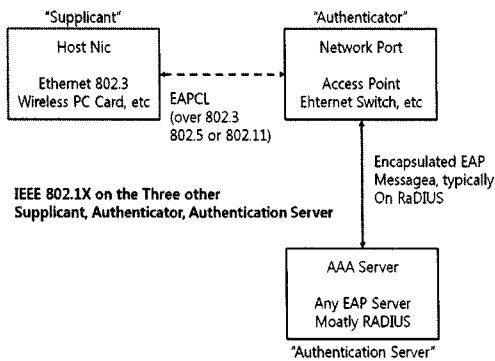 "Supplicant"
Host Nic
Ethernet 802.3
Wireless PC Card, etc
EAPCL
(over 802.3
802.5 or 802.11)
"Authenticator"
Network Port
Access Point
Ehternet Switch, etc
Encapsulated EAP
Messagea, typically
On RaDIUS
IEEE 802.1X on the Three other
Supplicant, Authenticator, Authentication Server
AAA Server
Any EAP Server
Moatly RADIUS
"Authentication Server"